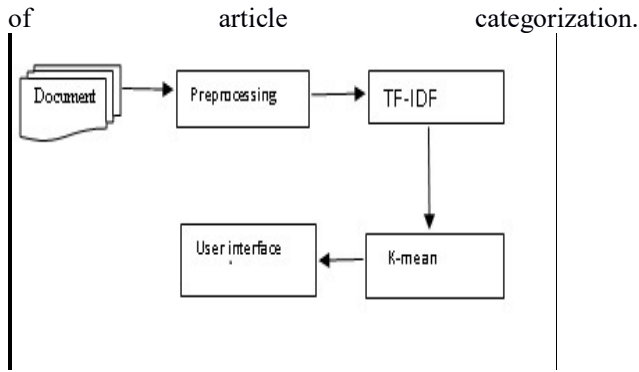 of article categorization.
Document
Preprocessing
TF-IDF
User interface
K-mean